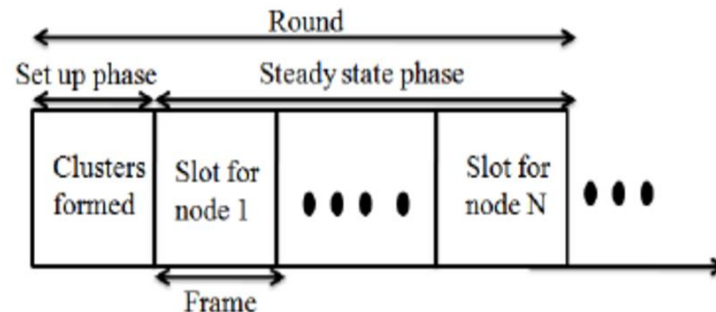 Round
Set up phase
Steady state phase
Clusters
formed
Slot for
node 1
Slot for
node N
Frame